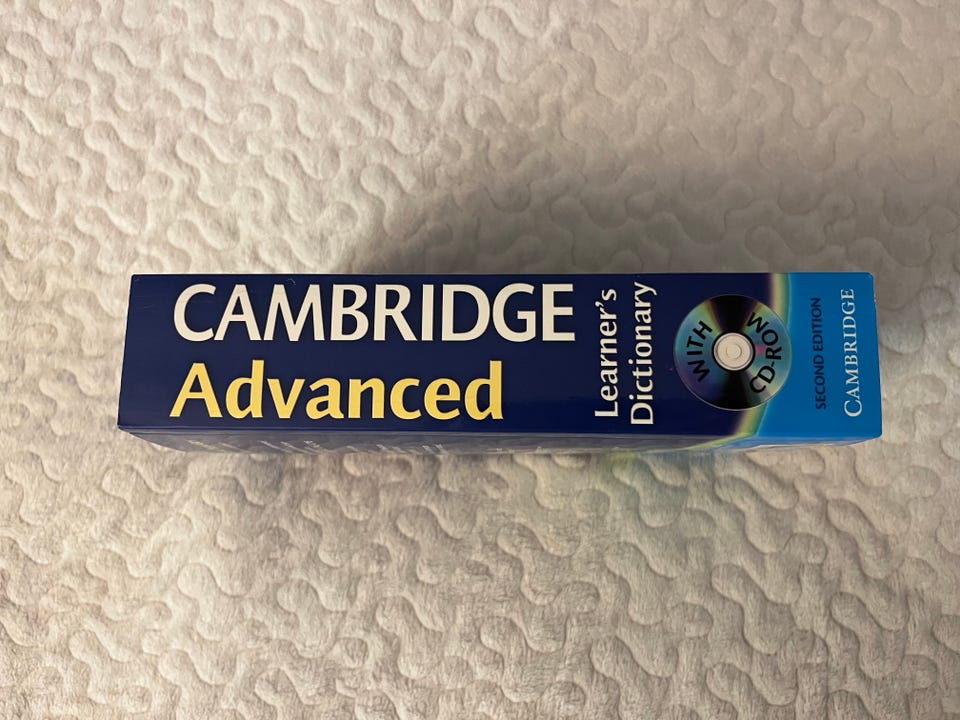 CAMBRIDGE
Advanced
Learner's
Dictionary
WITH
CD-ROM
SECOND EDITION
CAMBRIDGE